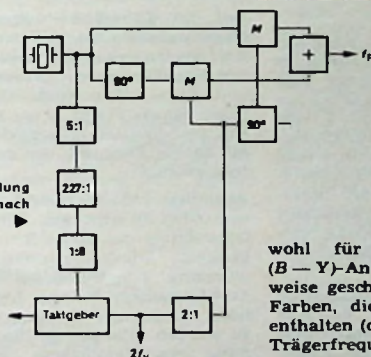 M
+
90°
M
90°
5:1
227:1
lung
nach
1:8
Taktgeber
2:1
wohl für
(B — Y)-An
weise gesch
Farben, die
enthalten (d
Trägerfrequ